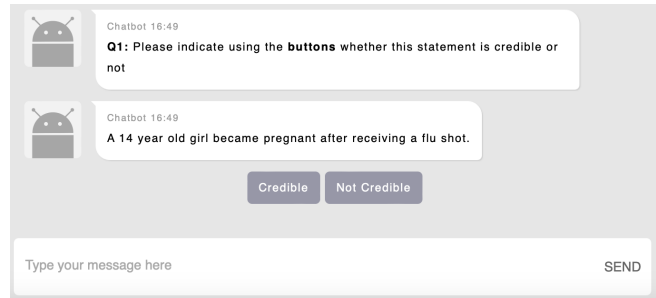 Chatbot 16:49
Q1: Please indicate using the buttons whether this statement is credible or
not
Chatbot 16:49
A 14 year old girl became pregnant after receiving a flu shot.
Credible Not Credible
Type your message here SEND